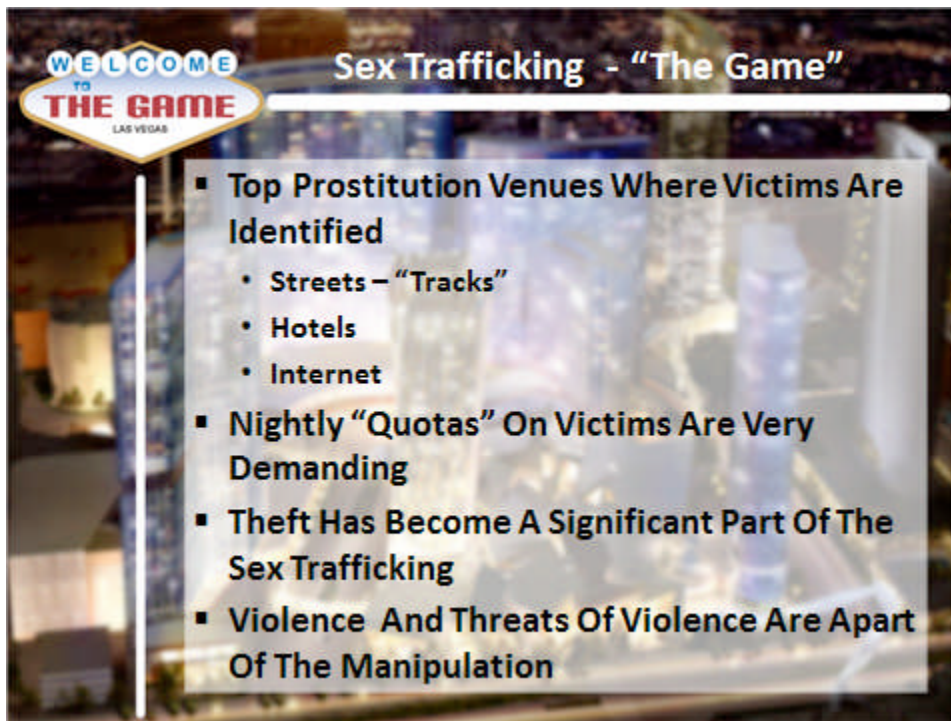 WELCOME
TO
THE GAME
LAS VEGAS
Sex Trafficking - “The Game”
▪ Top Prostitution Venues Where Victims Are
Identified
• Streets – “Tracks”
• Hotels
• Internet
▪ Nightly “Quotas” On Victims Are Very
Demanding
▪ Theft Has Become A Significant Part Of The
Sex Trafficking
▪ Violence And Threats Of Violence Are Apart
Of The Manipulation